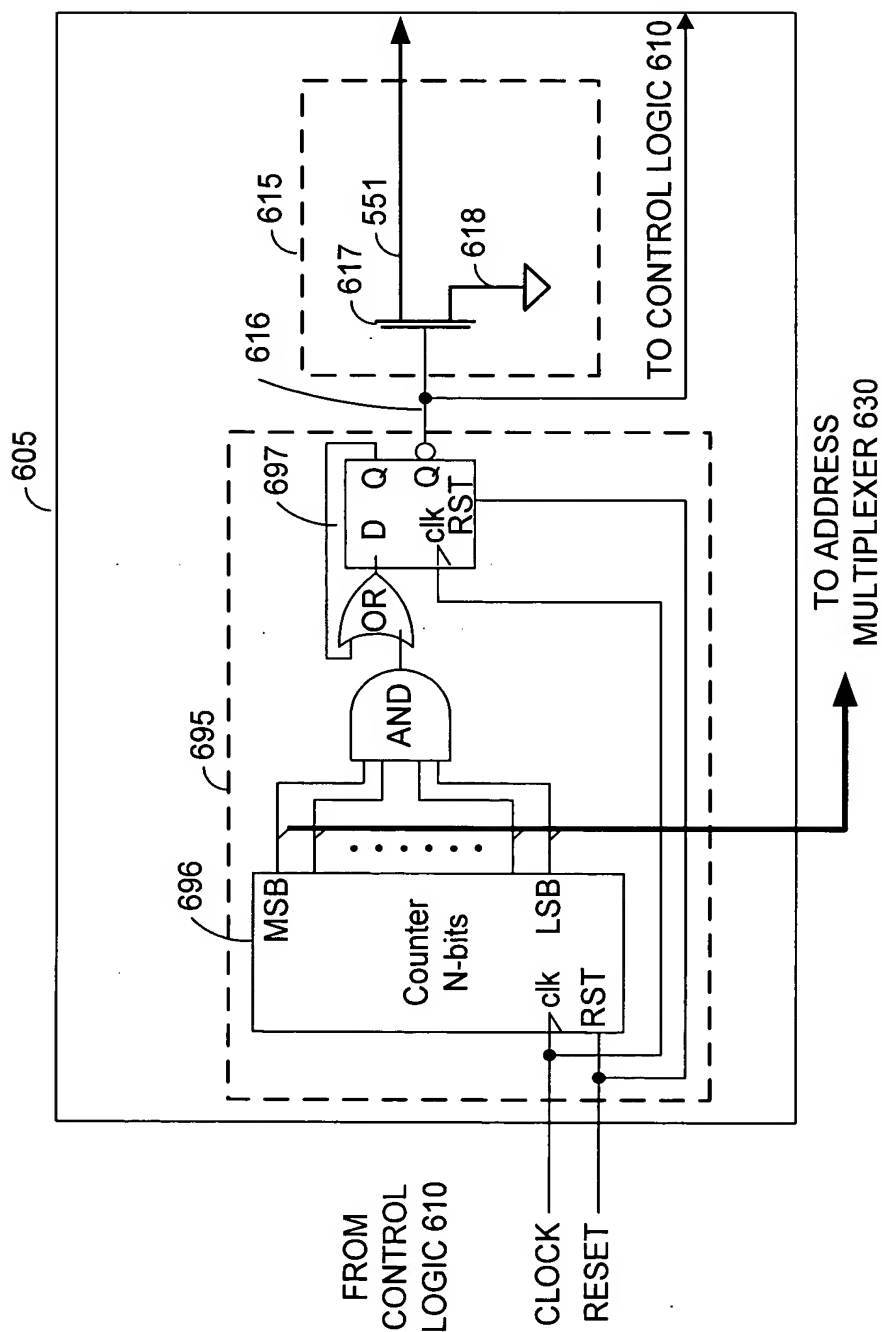 605
615
617
551
618
616
TO CONTROL LOGIC 610
695
696
697
MSB
Counter
N-bits
LSB
clk
RST
AND
OR
D
Q
Q
clk
RST
FROM
CONTROL
LOGIC 610
CLOCK
RESET
TO ADDRESS
MULTIPLEXER 630